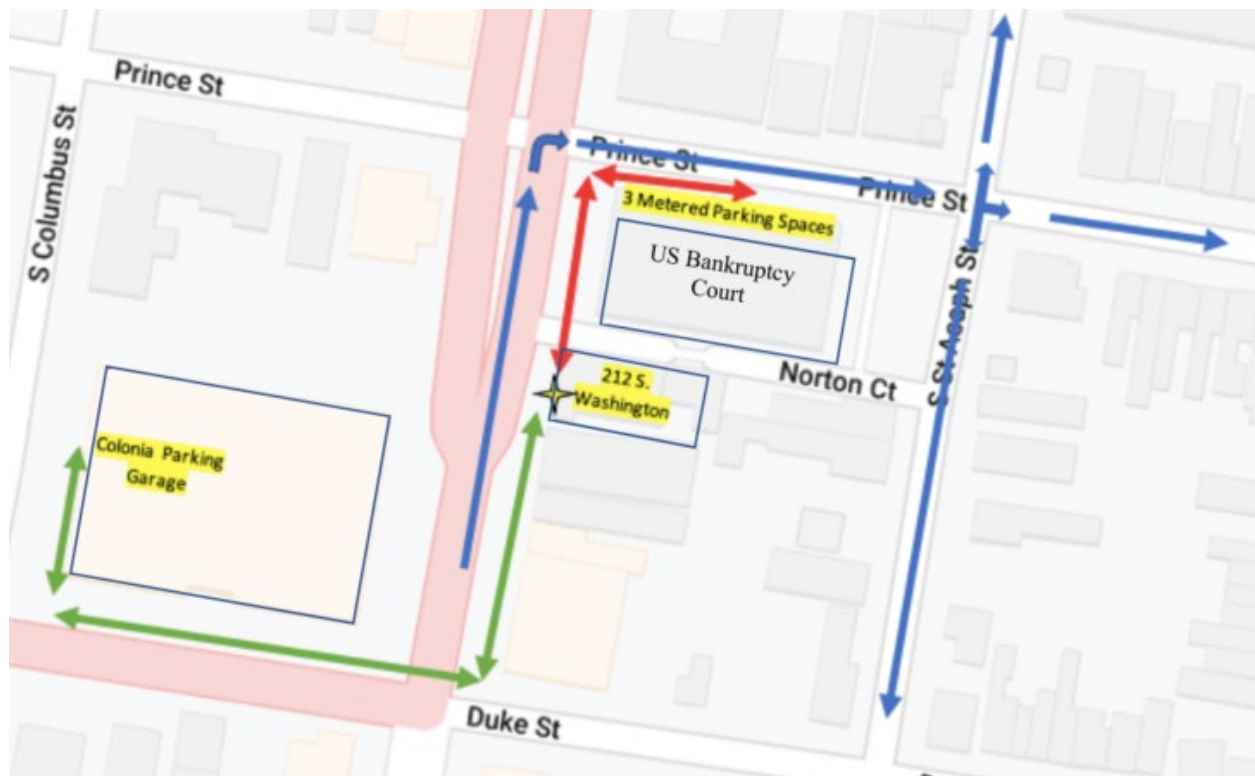 Prince St
S Columbus St
Prince St
Prince St
3 Metered Parking Spaces
US Bankruptcy
Court
212 S.
Washington
Norton Ct
S St Asaph St
Colonia Parking
Garage
Duke St